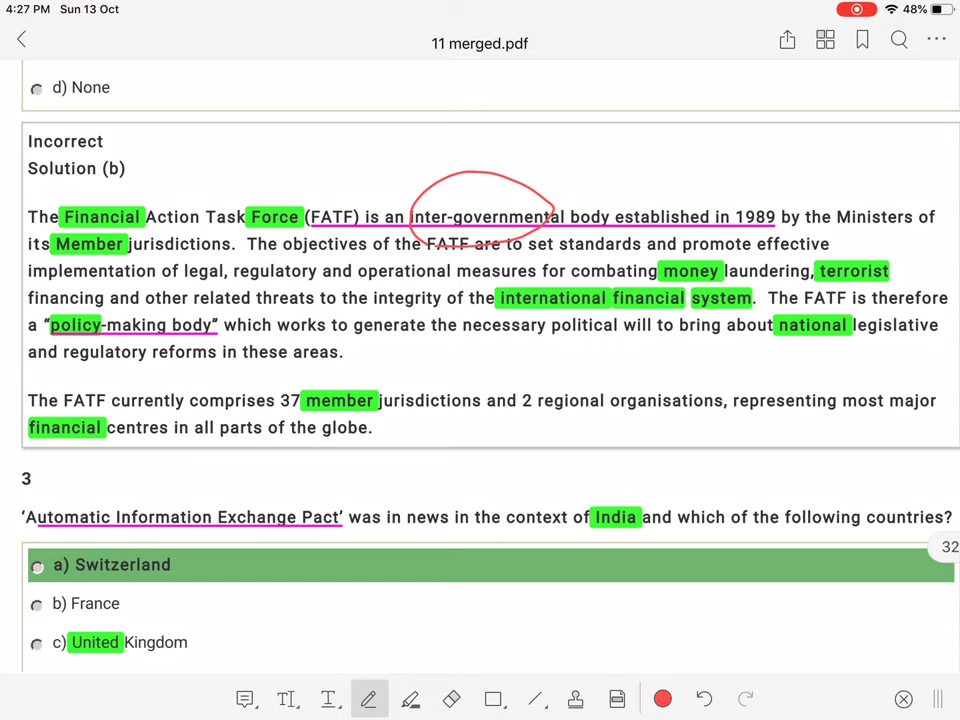 4:27 PM Sun 13 Oct 48%
11 merged.pdf
d) None
Incorrect
Solution (b)
The Financial Action Task Force (FATF) is an inter-governmental body established in 1989 by the Ministers of
its Member jurisdictions. The objectives of the FATF are to set standards and promote effective
implementation of legal, regulatory and operational measures for combating money laundering, terrorist
financing and other related threats to the integrity of the international financial system. The FATF is therefore
a “policy-making body” which works to generate the necessary political will to bring about national legislative
and regulatory reforms in these areas.
The FATF currently comprises 37 member jurisdictions and 2 regional organisations, representing most major
financial centres in all parts of the globe.
3
‘Automatic Information Exchange Pact’ was in news in the context of India and which of the following countries?
32
a) Switzerland
b) France
c) United Kingdom